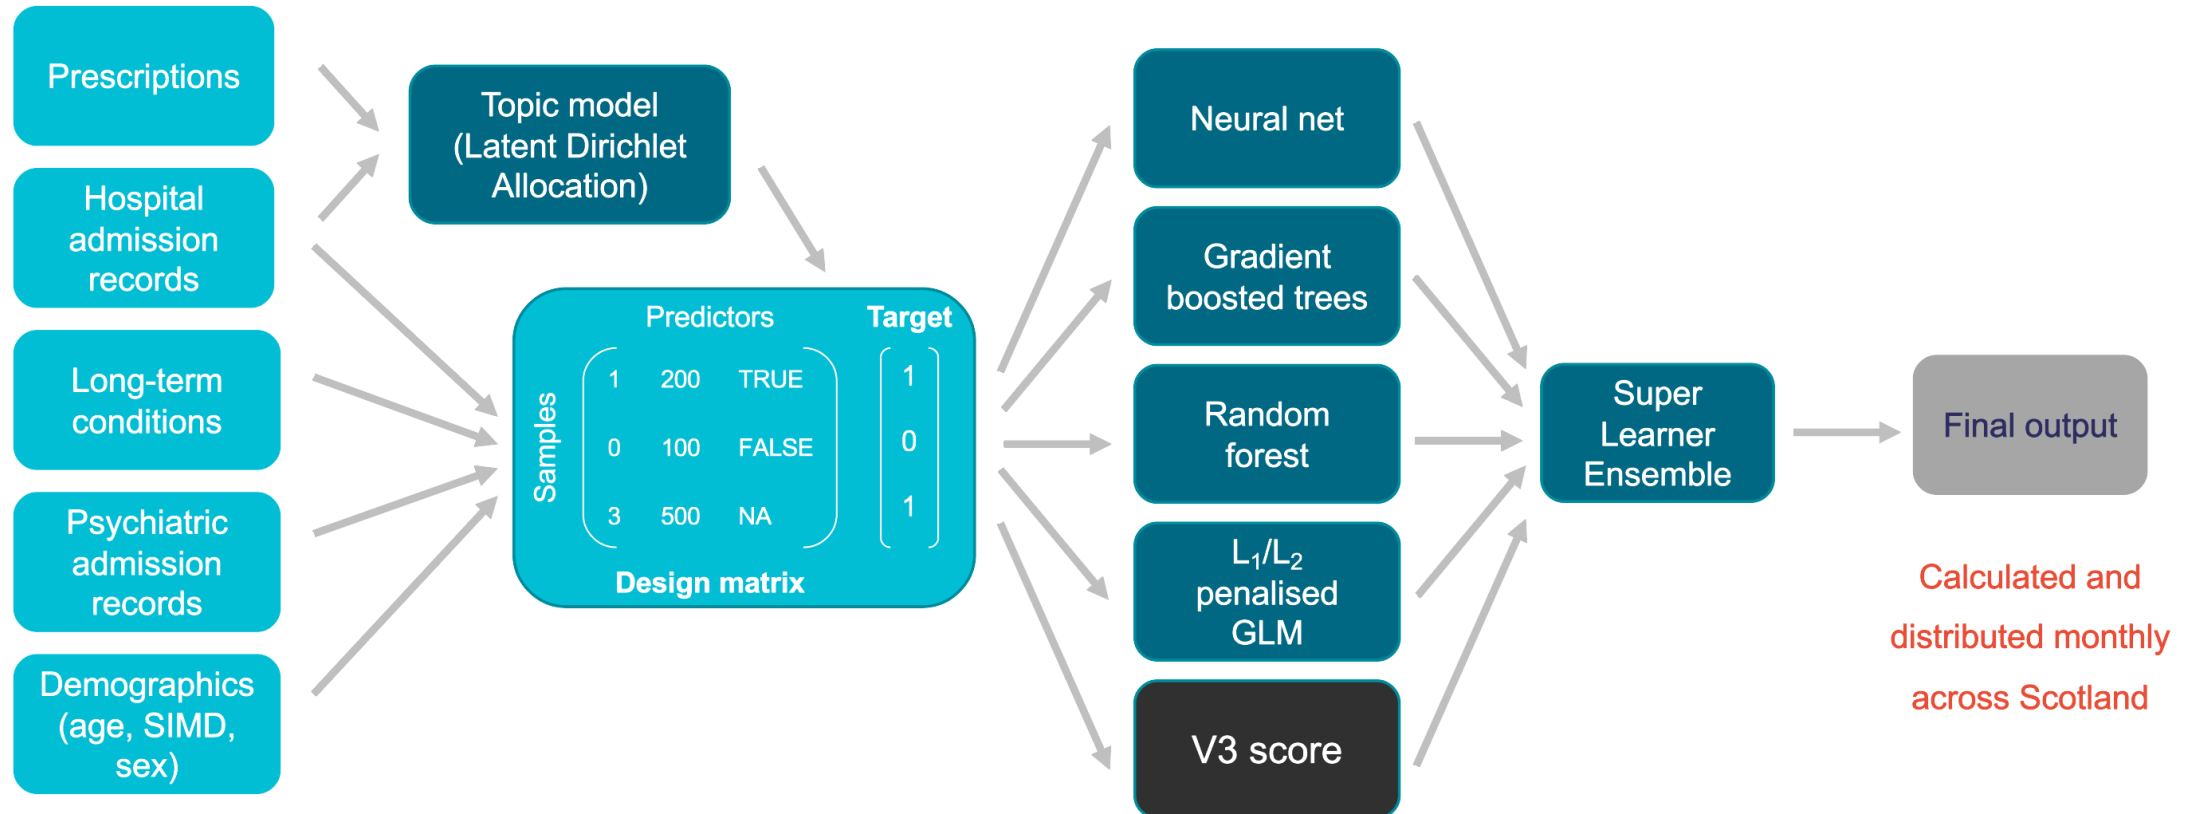 Prescriptions
Hospital
admission
records
Long-term
conditions
Psychiatric
admission
records
Demographics
(age, SIMD,
sex)
Topic model
(Latent Dirichlet
Allocation)
Predictors
Target
Samples
1 200 TRUE 1
0 100 FALSE 0
3 500 NA 1
Design matrix
Neural net
Gradient
boosted trees
Random
forest
L₁/L₂
penalised
GLM
V3 score
Super
Learner
Ensemble
Final output
Calculated and
distributed monthly
across Scotland